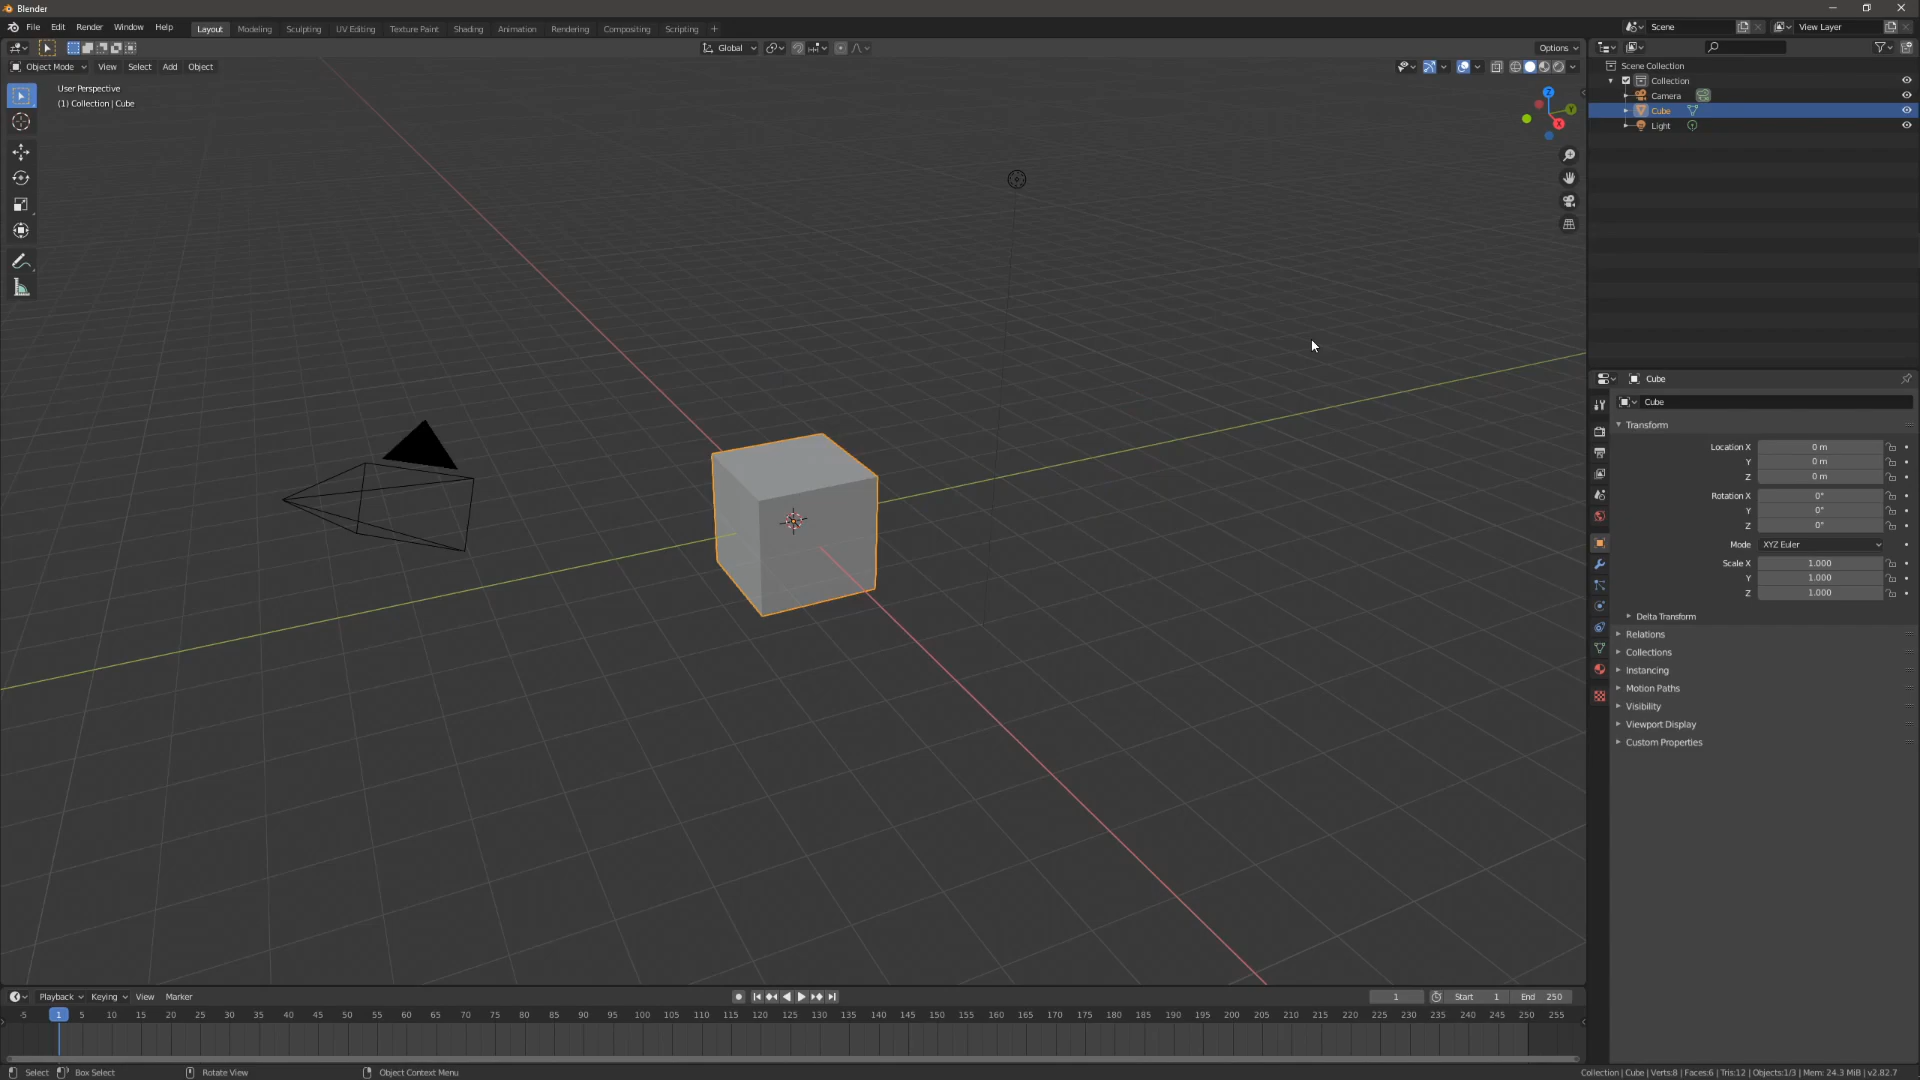 Blender
File Edit Render Window Help
Layout Modeling Sculpting UV Editing Texture Paint Shading Animation Rendering Compositing Scripting +
Scene
View Layer
Global
Options
Object Mode View Select Add Object
User Perspective
(1) Collection | Cube
Z
Y
X
Scene Collection
Collection
Camera
Cube
Light
Cube
Cube
Transform
Location X 0 m
Y 0 m
Z 0 m
Rotation X 0°
Y 0°
Z 0°
Mode XYZ Euler
Scale X 1.000
Y 1.000
Z 1.000
Delta Transform
Relations
Collections
Instancing
Motion Paths
Visibility
Viewport Display
Custom Properties
Playback Keying View Marker
1 Start 1 End 250
-5 1 5 10 15 20 25 30 35 40 45 50 55 60 65 70 75 80 85 90 95 100 105 110 115 120 125 130 135 140 145 150 155 160 165 170 175 180 185 190 195 200 205 210 215 220 225 230 235 240 245 250 255
Select Box Select Rotate View Object Context Menu
Collection | Cube | Verts:8 | Faces:6 | Tris:12 | Objects:1/3 | Mem: 24.3 MiB | v2.82.7